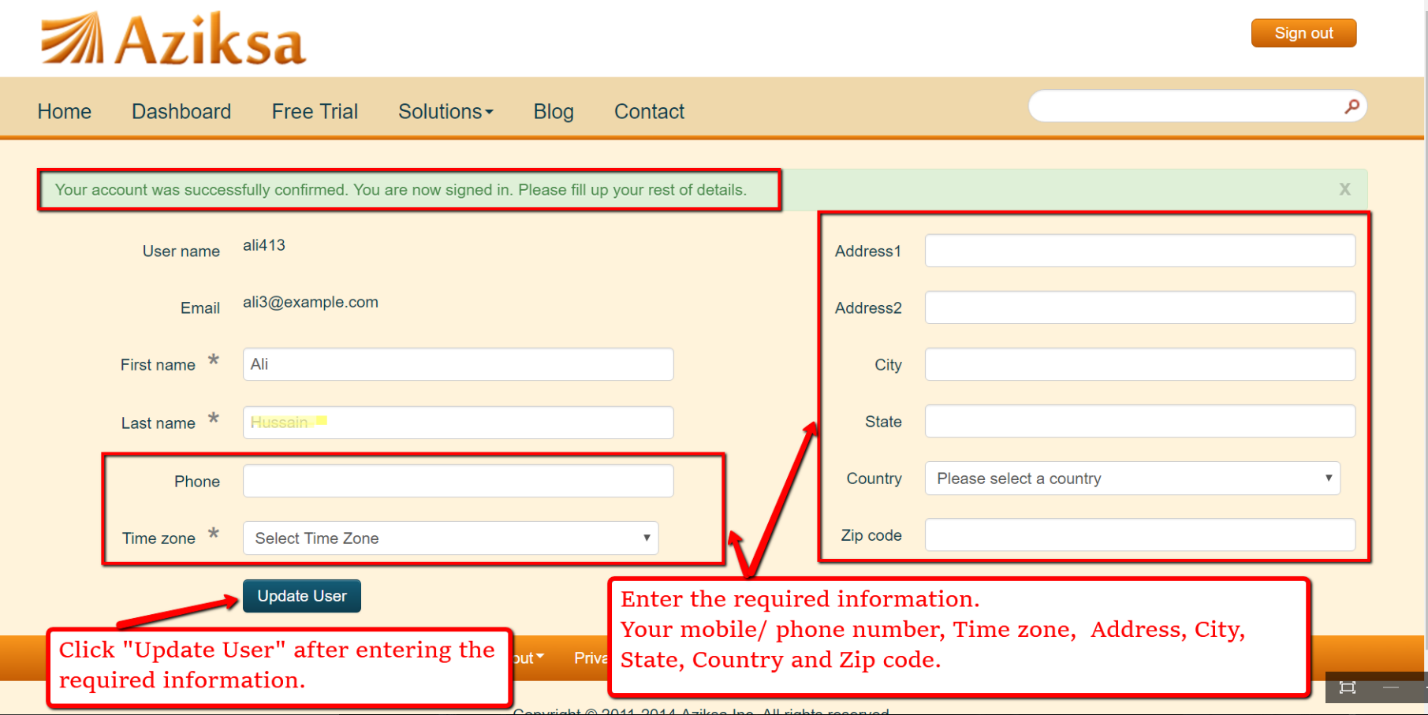 Aziksa
Sign out
Home Dashboard Free Trial Solutions Blog Contact
Your account was successfully confirmed. You are now signed in. Please fill up your rest of details. X
User name ali413
Email ali3@example.com
First name * Ali
Last name * Hussain
Phone
Time zone * Select Time Zone
Update User
Address1
Address2
City
State
Country Please select a country
Zip code
Click "Update User" after entering the
required information.
Enter the required information.
Your mobile/ phone number, Time zone, Address, City,
State, Country and Zip code.
Copyright © 2011-2014 Aziksa Inc. All rights reserved